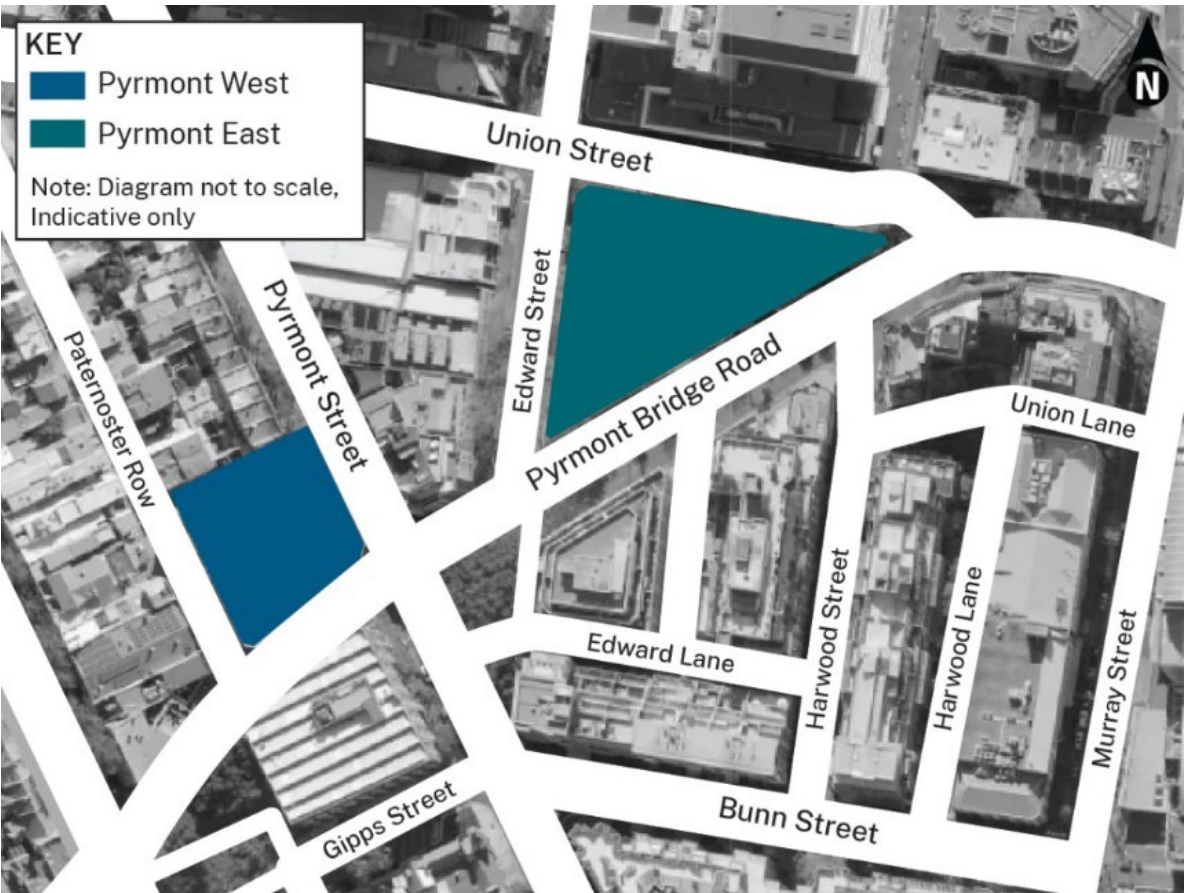 KEY
Pyrmont West
Pyrmont East
Note: Diagram not to scale,
Indicative only
N
Union Street
Edward Street
Pyrmont Street
Paternoster Row
Pyrmont Bridge Road
Union Lane
Edward Lane
Harwood Street
Harwood Lane
Murray Street
Gipps Street
Bunn Street